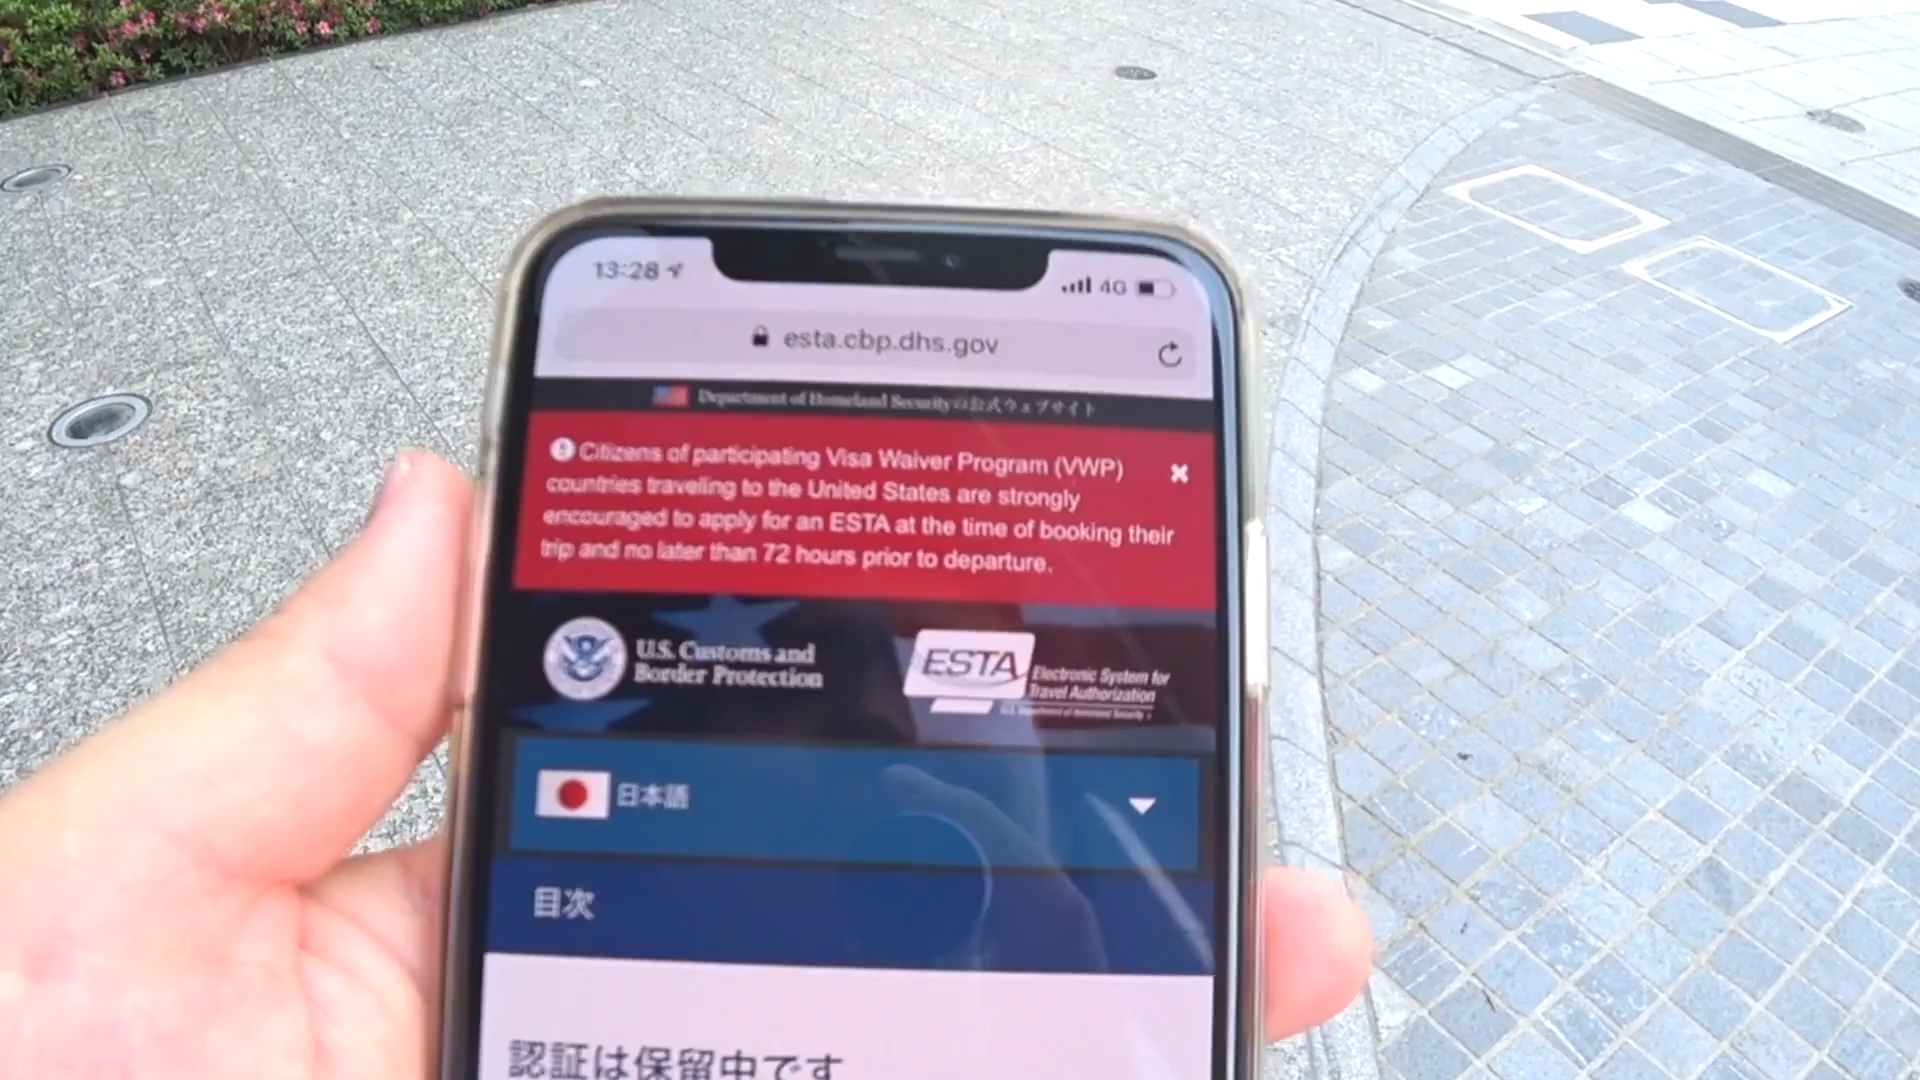 13:28
4G
esta.cbp.dhs.gov
Department of Homeland Securityの公式ウェブサイト
Citizens of participating Visa Waiver Program (VWP)
countries traveling to the United States are strongly
encouraged to apply for an ESTA at the time of booking their
trip and no later than 72 hours prior to departure.
U.S. Customs and
Border Protection
ESTA
Electronic System for
Travel Authorization
U.S. Department of Homeland Security
日本語
目次
認証は保留中です